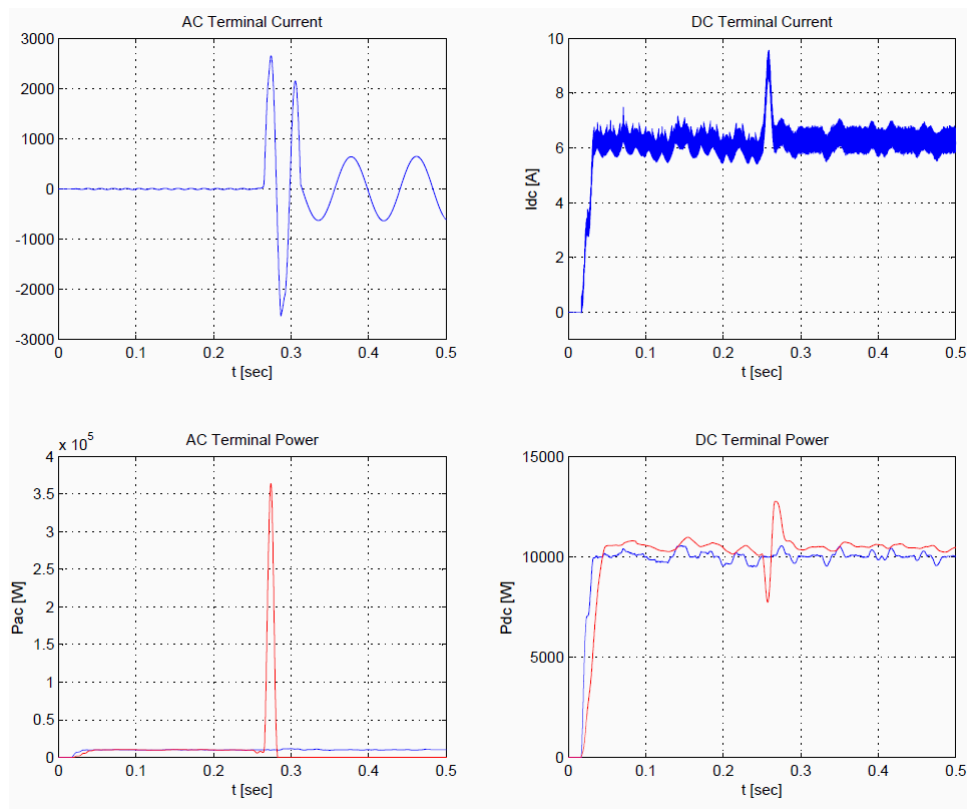 AC Terminal Current
3000
2000
1000
0
-1000
-2000
-3000
0 0.1 0.2 0.3 0.4 0.5
t [sec]
DC Terminal Current
Idc [A]
10
8
6
4
2
0
0 0.1 0.2 0.3 0.4 0.5
t [sec]
AC Terminal Power
x 10^5
Pac [W]
4
3.5
3
2.5
2
1.5
1
0.5
0
0 0.1 0.2 0.3 0.4 0.5
t [sec]
DC Terminal Power
Pdc [W]
15000
10000
5000
0
0 0.1 0.2 0.3 0.4 0.5
t [sec]